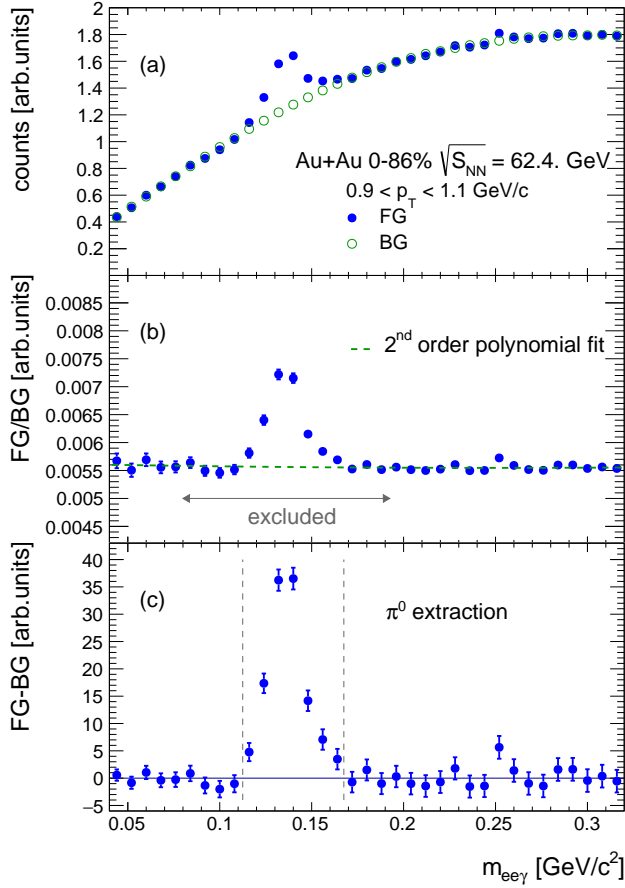 counts [arb.units]
1.8
1.6
1.4
1.2
1
0.8
0.6
0.4
0.2
(a)
Au+Au 0-86% √S_NN = 62.4. GeV
0.9 < p_T < 1.1 GeV/c
FG
BG
FG/BG [arb.units]
0.0085
0.008
0.0075
0.007
0.0065
0.006
0.0055
0.005
0.0045
(b)
2nd order polynomial fit
excluded
FG-BG [arb.units]
40
35
30
25
20
15
10
5
0
−5
(c)
π⁰ extraction
0.05 0.1 0.15 0.2 0.25 0.3
m_eeγ [GeV/c²]